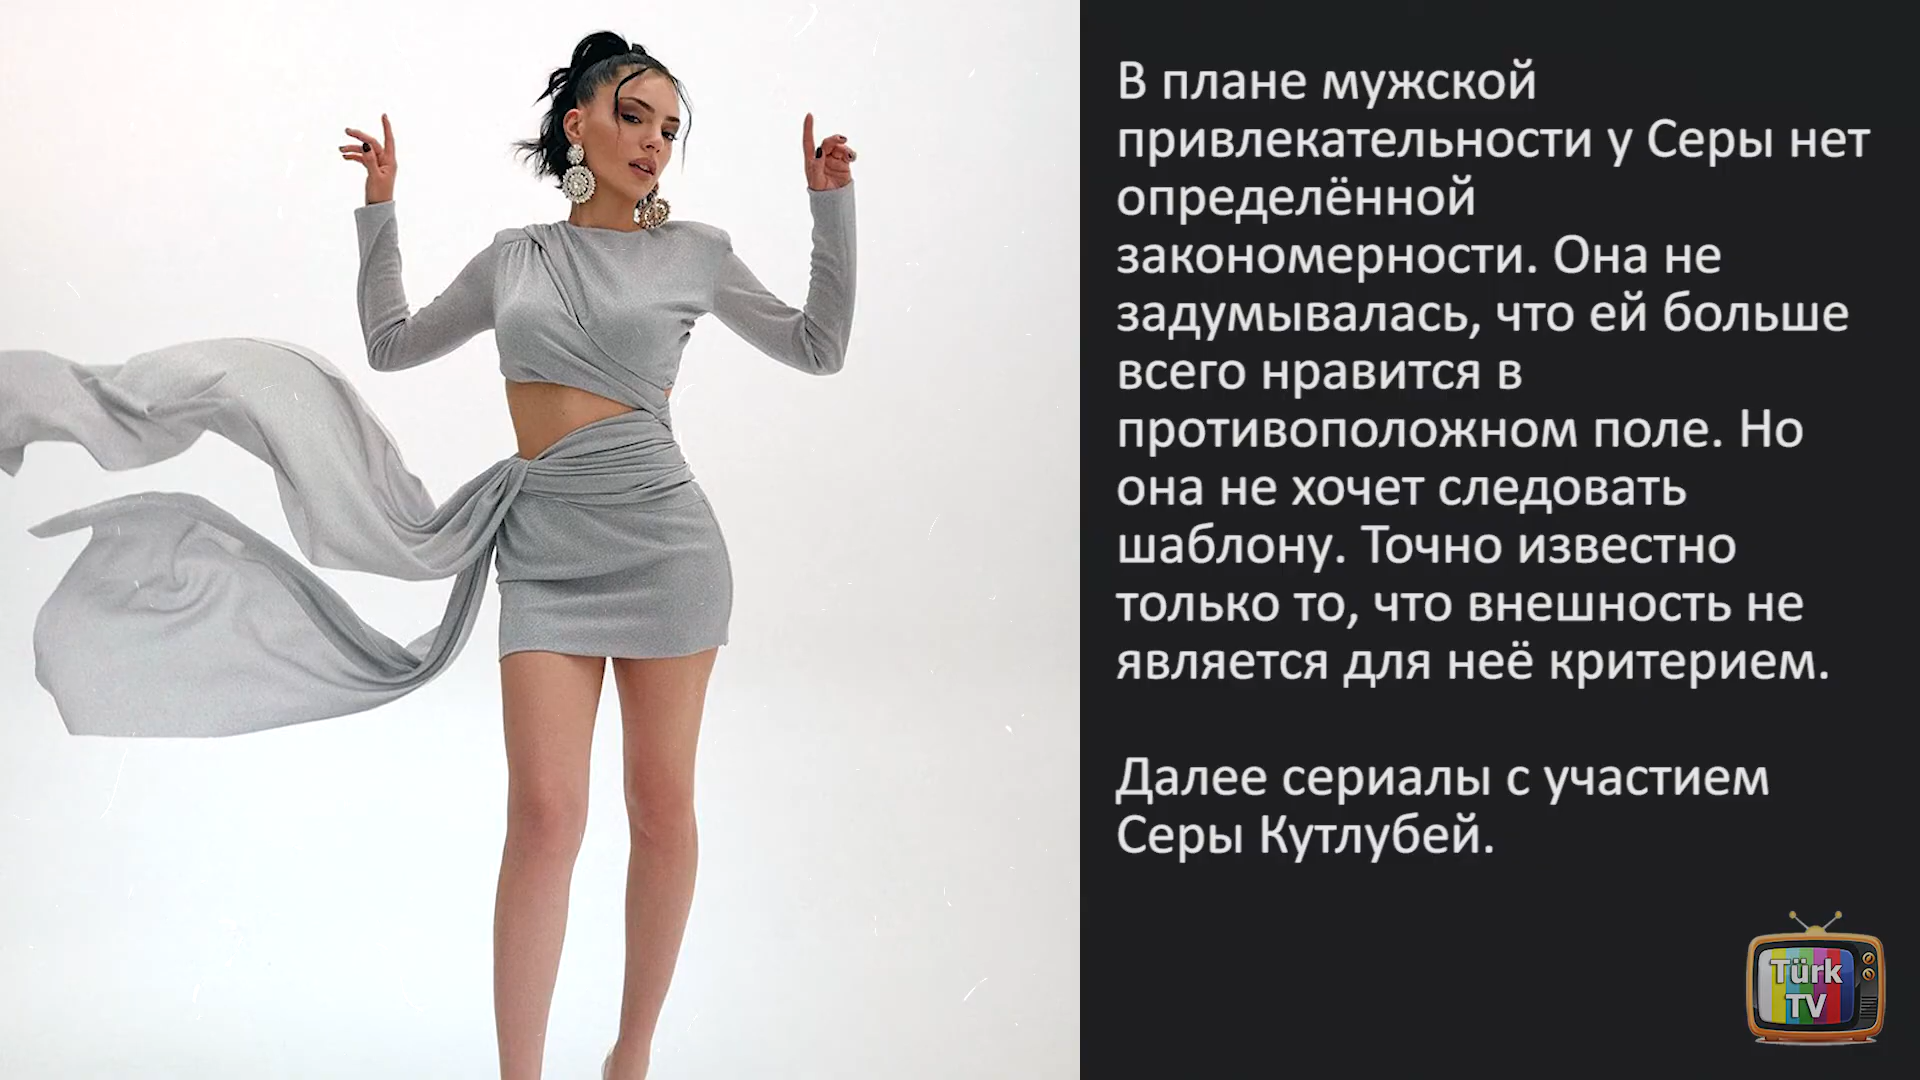 В плане мужской
привлекательности у Серы нет
определённой
закономерности. Она не
задумывалась, что ей больше
всего нравится в
противоположном поле. Но
она не хочет следовать
шаблону. Точно известно
только то, что внешность не
является для неё критерием.
Далее сериалы с участием
Серы Кутлубей.
Türk
TV